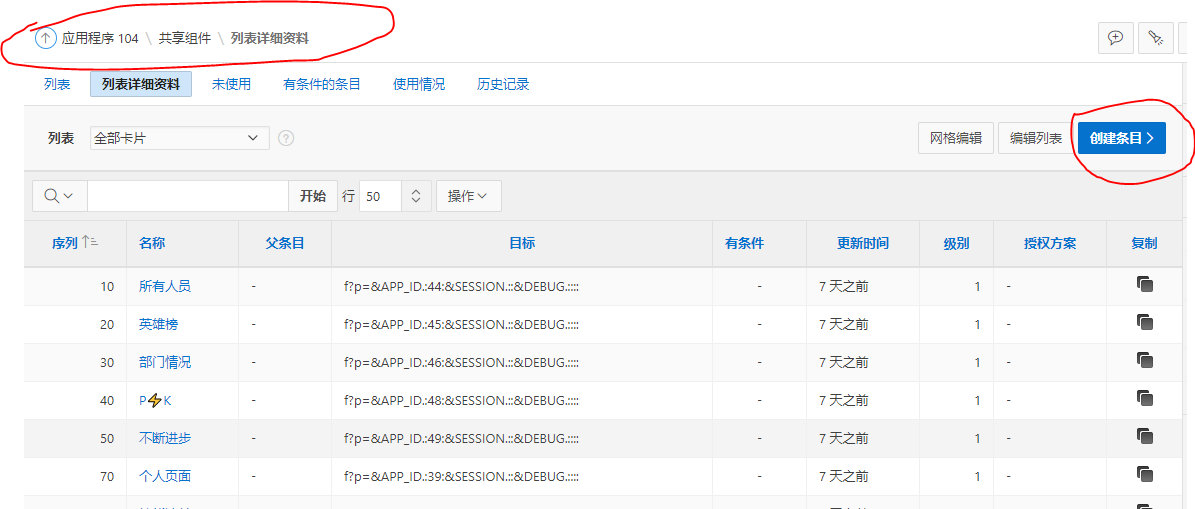 应用程序 104 \ 共享组件 \ 列表详细资料
列表 列表详细资料 未使用 有条件的条目 使用情况 历史记录
列表 全部卡片 网格编辑 编辑列表 创建条目
开始 行 50 操作
序列 名称 父条目 目标 有条件 更新时间 级别 授权方案 复制
10 所有人员 - f?p=&APP_ID.:44:&SESSION.::&DEBUG.:::: - 7 天之前 1 -
20 英雄榜 - f?p=&APP_ID.:45:&SESSION.::&DEBUG.:::: - 7 天之前 1 -
30 部门情况 - f?p=&APP_ID.:46:&SESSION.::&DEBUG.:::: - 7 天之前 1 -
40 P⚡K - f?p=&APP_ID.:48:&SESSION.::&DEBUG.:::: - 7 天之前 1 -
50 不断进步 - f?p=&APP_ID.:49:&SESSION.::&DEBUG.:::: - 7 天之前 1 -
70 个人页面 - f?p=&APP_ID.:39:&SESSION.::&DEBUG.:::: - 7 天之前 1 -